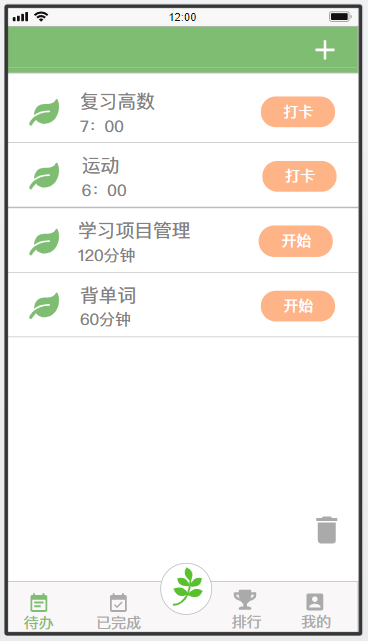 12:00
复习高数
7：00
打卡
运动
6：00
打卡
学习项目管理
120分钟
开始
背单词
60分钟
开始
待办
已完成
排行
我的